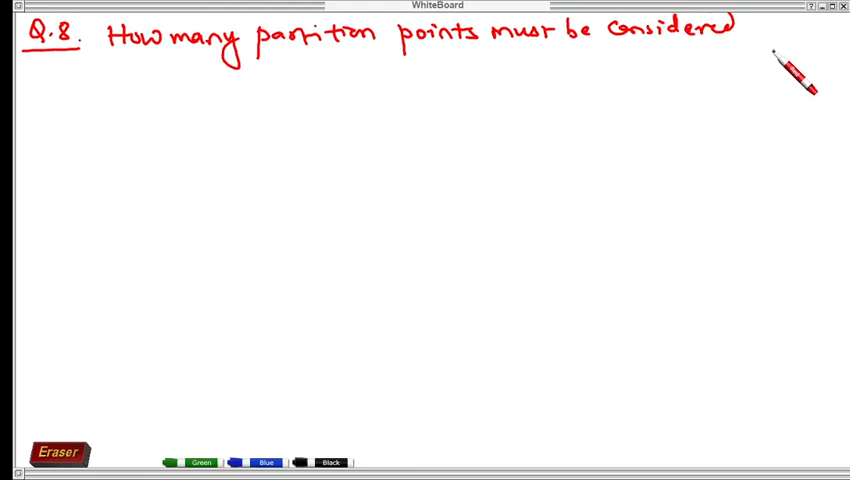 WhiteBoard
Q.8. How many partition points must be considered
Eraser
Green Blue Black